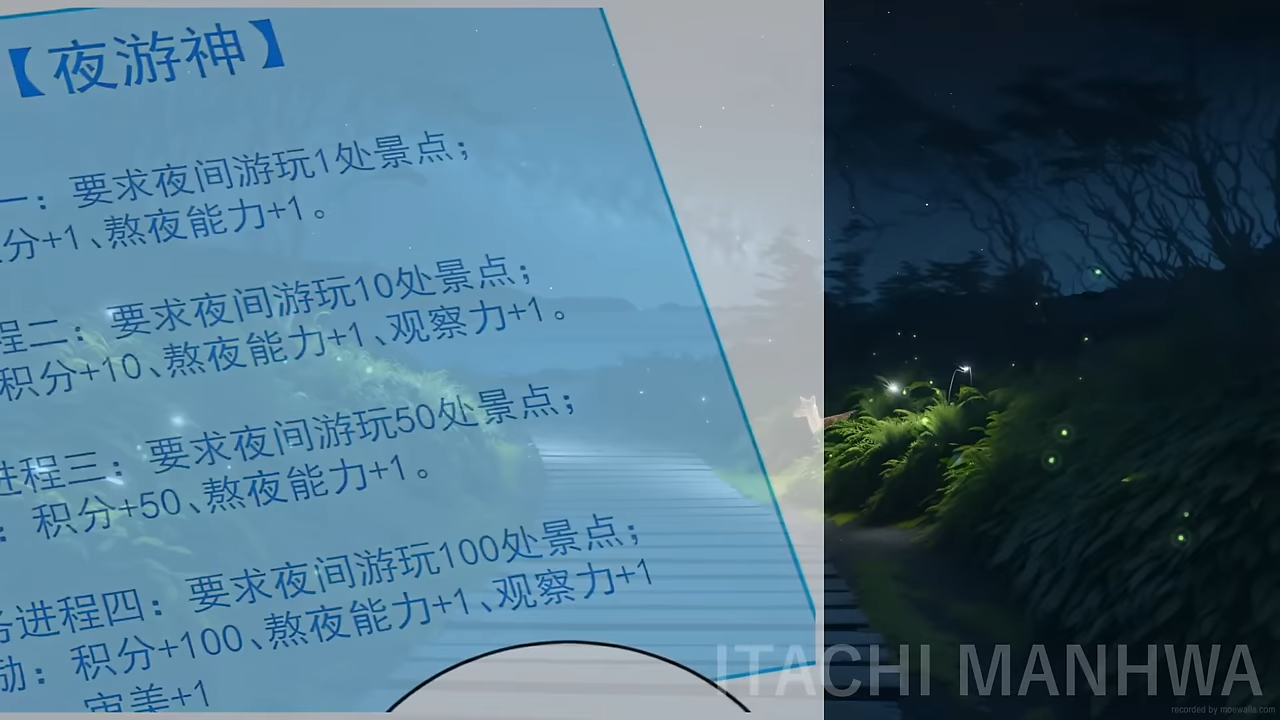 【夜游神】
一：要求夜间游玩1处景点；
分+1、熬夜能力+1。
程二：要求夜间游玩10处景点；
积分+10、熬夜能力+1、观察力+1。
进程三：要求夜间游玩50处景点；
：积分+50、熬夜能力+1。
务进程四：要求夜间游玩100处景点；
励：积分+100、熬夜能力+1、观察力+1
审美+1
ITACHI MANHWA
recorded by moewalls.com